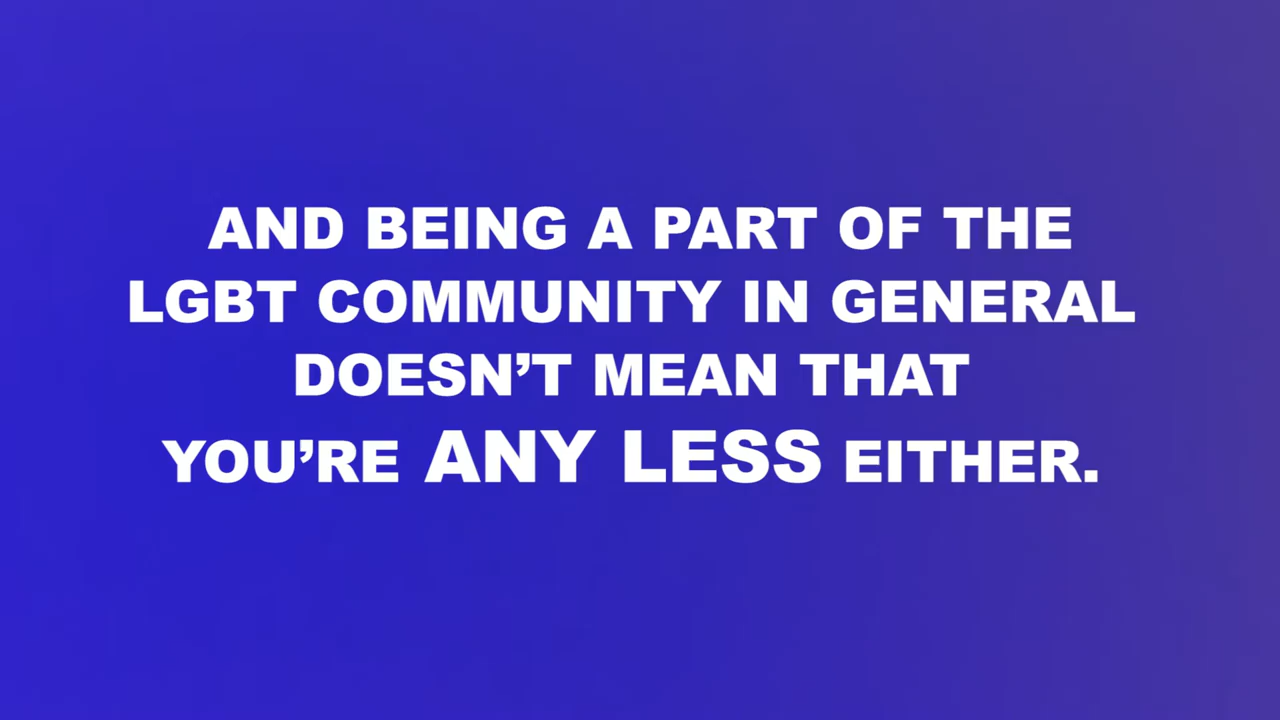 AND BEING A PART OF THE
LGBT COMMUNITY IN GENERAL
DOESN’T MEAN THAT
YOU’RE ANY LESS EITHER.